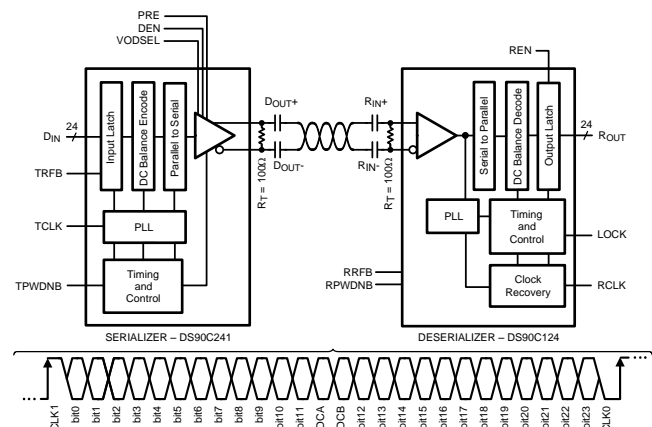 PRE
DEN
VODSEL
REN
24
DIN
TRFB
TCLK
TPWDNB
Input Latch
DC Balance Encode
Parallel to Serial
PLL
Timing
and
Control
DOUT+
DOUT-
RT = 100Ω
RIN+
RIN-
RT = 100Ω
Serial to Parallel
DC Balance Decode
Output Latch
24
ROUT
PLL
Timing
and
Control
LOCK
Clock
Recovery
RCLK
RRFB
RPWDNB
SERIALIZER – DS90C241
DESERIALIZER – DS90C124
CLK1
bit0
bit1
bit2
bit3
bit4
bit5
bit6
bit7
bit8
bit9
bit10
bit11
DCA
DCB
bit12
bit13
bit14
bit15
bit16
bit17
bit18
bit19
bit20
bit21
bit22
bit23
CLK0